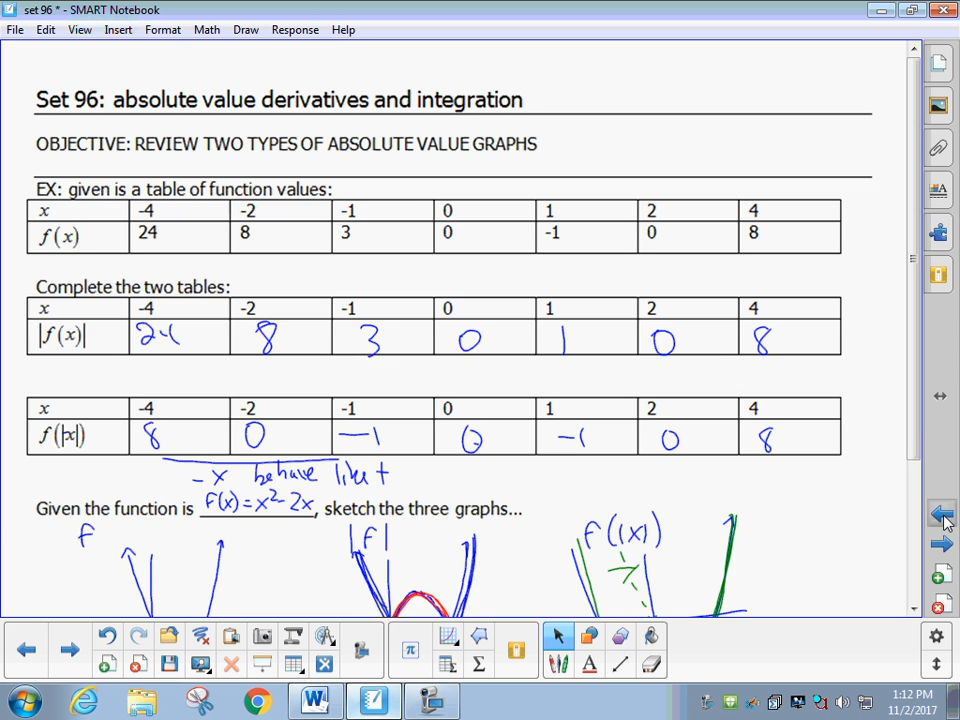 set 96 * - SMART Notebook
File Edit View Insert Format Math Draw Response Help
Set 96: absolute value derivatives and integration
OBJECTIVE: REVIEW TWO TYPES OF ABSOLUTE VALUE GRAPHS
EX: given is a table of function values:
x -4 -2 -1 0 1 2 4
f(x) 24 8 3 0 -1 0 8
Complete the two tables:
x -4 -2 -1 0 1 2 4
|f(x)| 24 8 3 0 1 0 8
x -4 -2 -1 0 1 2 4
f(|x|) 8 0 -1 0 -1 0 8
-x behave like +
Given the function is f(x)=x²-2x, sketch the three graphs...
f |f| f(|x|)
1:12 PM
11/2/2017